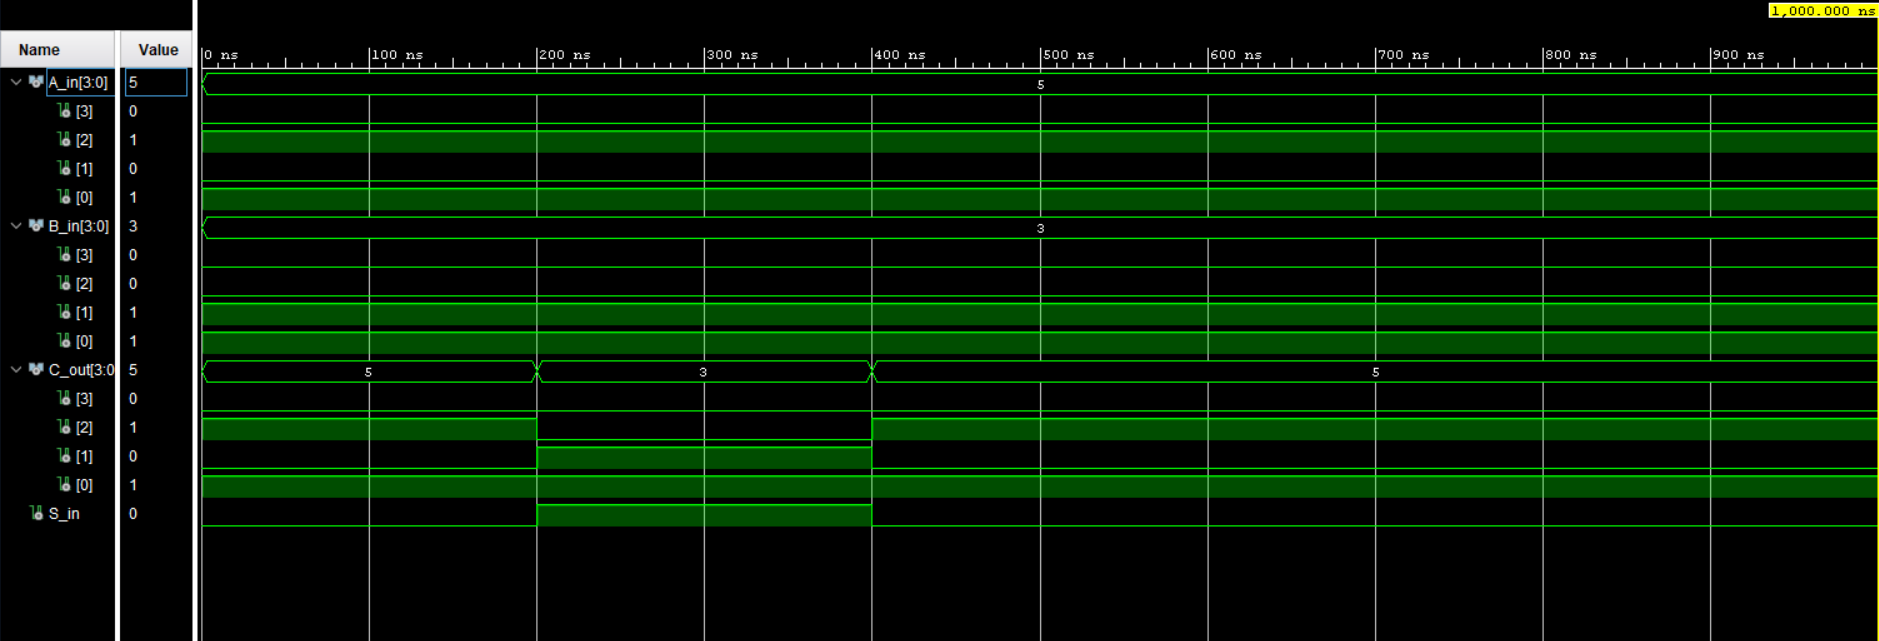 1,000.000 ns
Name Value 0 ns 100 ns 200 ns 300 ns 400 ns 500 ns 600 ns 700 ns 800 ns 900 ns
A_in[3:0] 5 5
[3] 0
[2] 1
[1] 0
[0] 1
B_in[3:0] 3 3
[3] 0
[2] 0
[1] 1
[0] 1
C_out[3:0 5 5 3 5
[3] 0
[2] 1
[1] 0
[0] 1
S_in 0